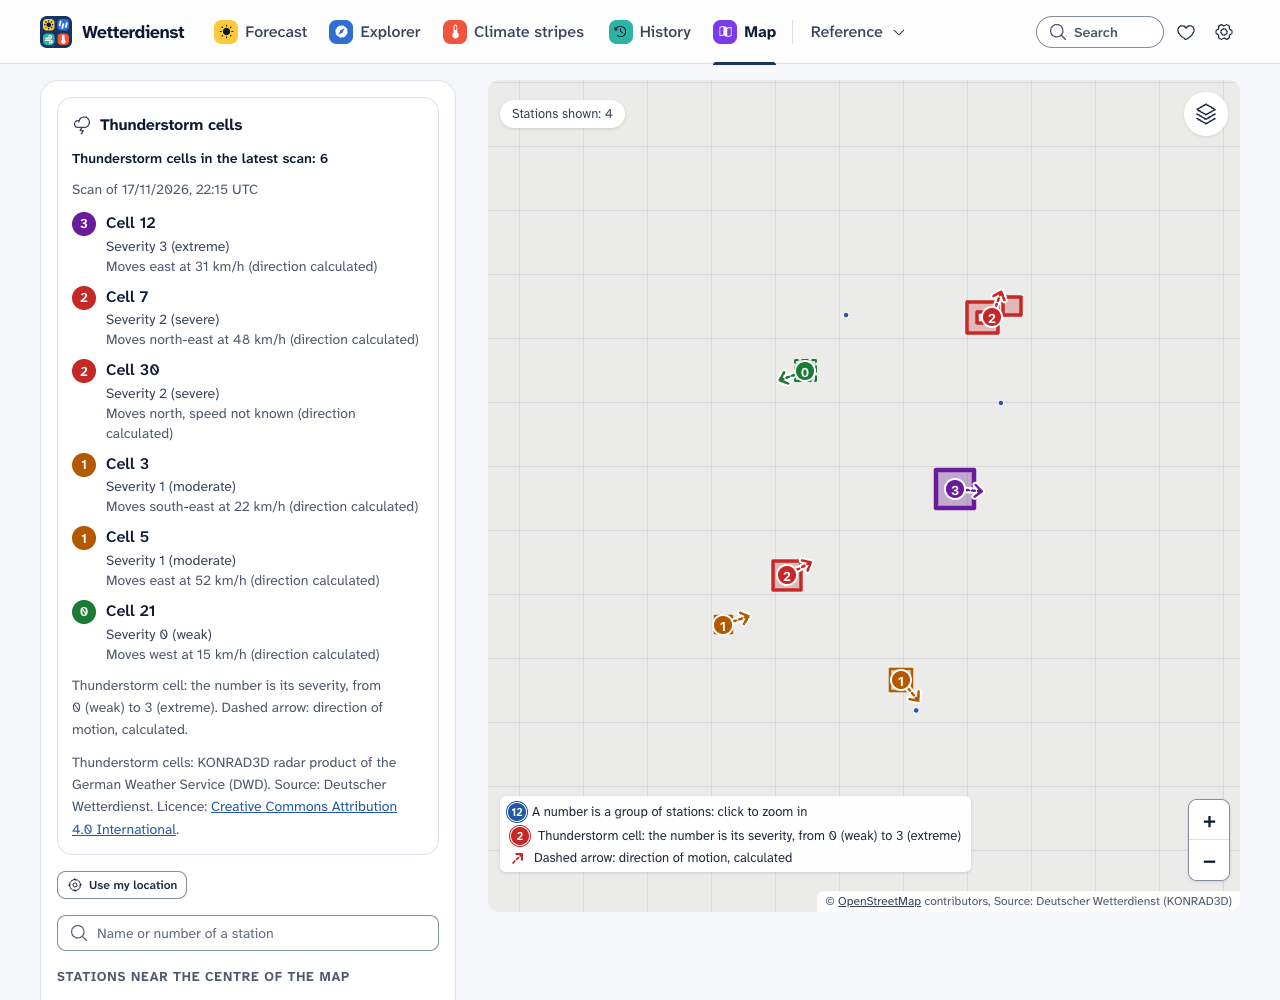 Wetterdienst
Forecast
Explorer
Climate stripes
History
Map
Reference
Search
Thunderstorm cells
Thunderstorm cells in the latest scan: 6
Scan of 17/11/2026, 22:15 UTC
3 Cell 12
Severity 3 (extreme)
Moves east at 31 km/h (direction calculated)
2 Cell 7
Severity 2 (severe)
Moves north-east at 48 km/h (direction calculated)
2 Cell 30
Severity 2 (severe)
Moves north, speed not known (direction
calculated)
1 Cell 3
Severity 1 (moderate)
Moves south-east at 22 km/h (direction calculated)
1 Cell 5
Severity 1 (moderate)
Moves east at 52 km/h (direction calculated)
0 Cell 21
Severity 0 (weak)
Moves west at 15 km/h (direction calculated)
Thunderstorm cell: the number is its severity, from
0 (weak) to 3 (extreme). Dashed arrow: direction of
motion, calculated.
Thunderstorm cells: KONRAD3D radar product of the
German Weather Service (DWD). Source: Deutscher
Wetterdienst. Licence: Creative Commons Attribution
4.0 International.
Use my location
Name or number of a station
STATIONS NEAR THE CENTRE OF THE MAP
Stations shown: 4
2
0
3
2
1
1
12 A number is a group of stations: click to zoom in
2 Thunderstorm cell: the number is its severity, from 0 (weak) to 3 (extreme)
Dashed arrow: direction of motion, calculated
+
−
© OpenStreetMap contributors, Source: Deutscher Wetterdienst (KONRAD3D)